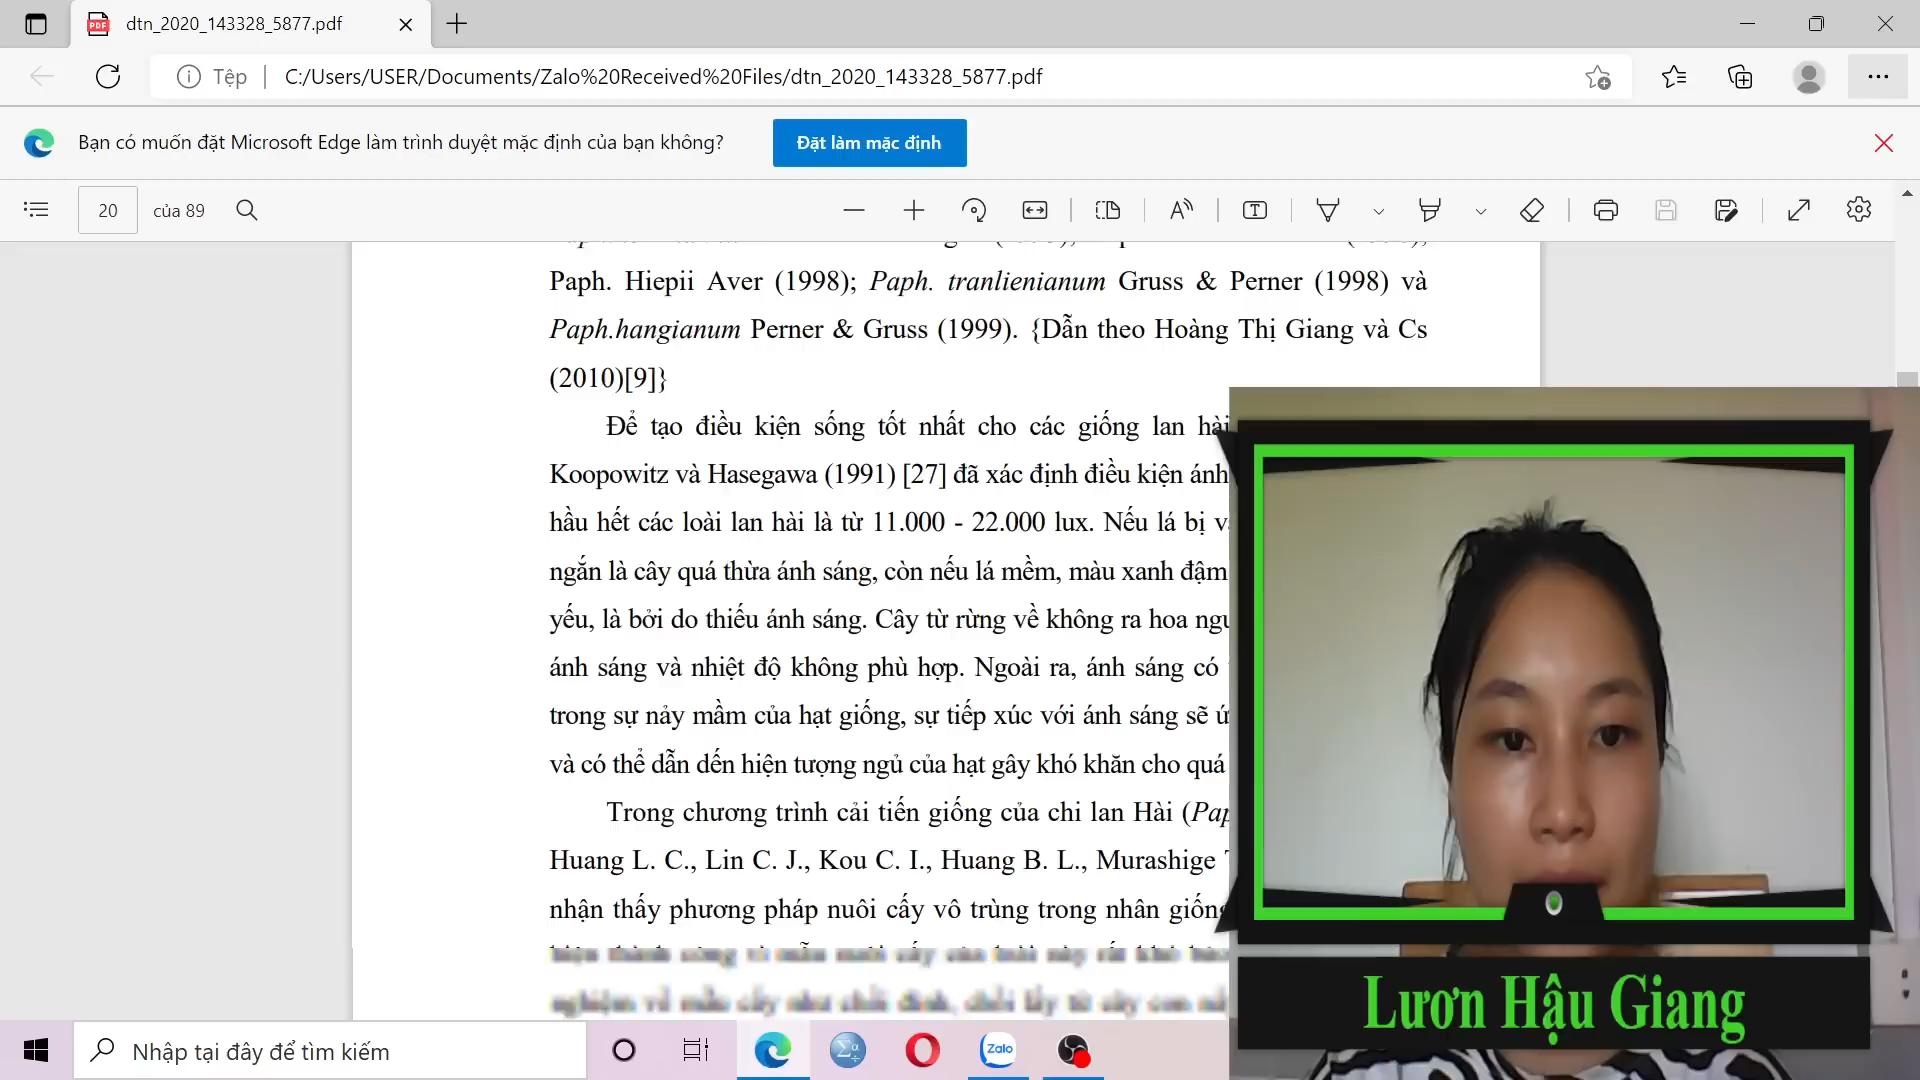 dtn_2020_143328_5877.pdf
Tệp
C:/Users/USER/Documents/Zalo%20Received%20Files/dtn_2020_143328_5877.pdf
Bạn có muốn đặt Microsoft Edge làm trình duyệt mặc định của bạn không?
Đặt làm mặc định
20 của 89
Paph. Hiepii Aver (1998); Paph. tranlienianum Gruss & Perner (1998) và
Paph.hangianum Perner & Gruss (1999). {Dẫn theo Hoàng Thị Giang và Cs
(2010)[9]}
Để tạo điều kiện sống tốt nhất cho các giống lan hài
Koopowitz và Hasegawa (1991) [27] đã xác định điều kiện ánh
hầu hết các loài lan hài là từ 11.000 - 22.000 lux. Nếu lá bị
ngắn là cây quá thừa ánh sáng, còn nếu lá mềm, màu xanh đậm
yếu, là bởi do thiếu ánh sáng. Cây từ rừng về không ra hoa
ánh sáng và nhiệt độ không phù hợp. Ngoài ra, ánh sáng có
trong sự nảy mầm của hạt giống, sự tiếp xúc với ánh sáng sẽ
và có thể dẫn dến hiện tượng ngủ của hạt gây khó khăn cho quá
Trong chương trình cải tiến giống của chi lan Hài (Pap
Huang L. C., Lin C. J., Kou C. I., Huang B. L., Murashige
nhận thấy phương pháp nuôi cấy vô trùng trong nhân giống
Lươn Hậu Giang
Nhập tại đây để tìm kiếm
Zalo